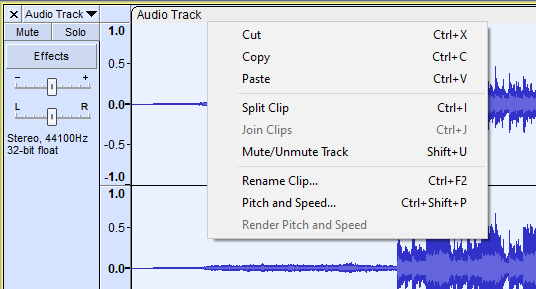 Audio Track
Audio Track
Mute Solo
Effects
- +
L R
Stereo, 44100Hz
32-bit float
1.0
0.5
0.0-
-0.5
-1.0
1.0
0.5
0.0-
Cut Ctrl+X
Copy Ctrl+C
Paste Ctrl+V
Split Clip Ctrl+I
Join Clips Ctrl+J
Mute/Unmute Track Shift+U
Rename Clip... Ctrl+F2
Pitch and Speed... Ctrl+Shift+P
Render Pitch and Speed